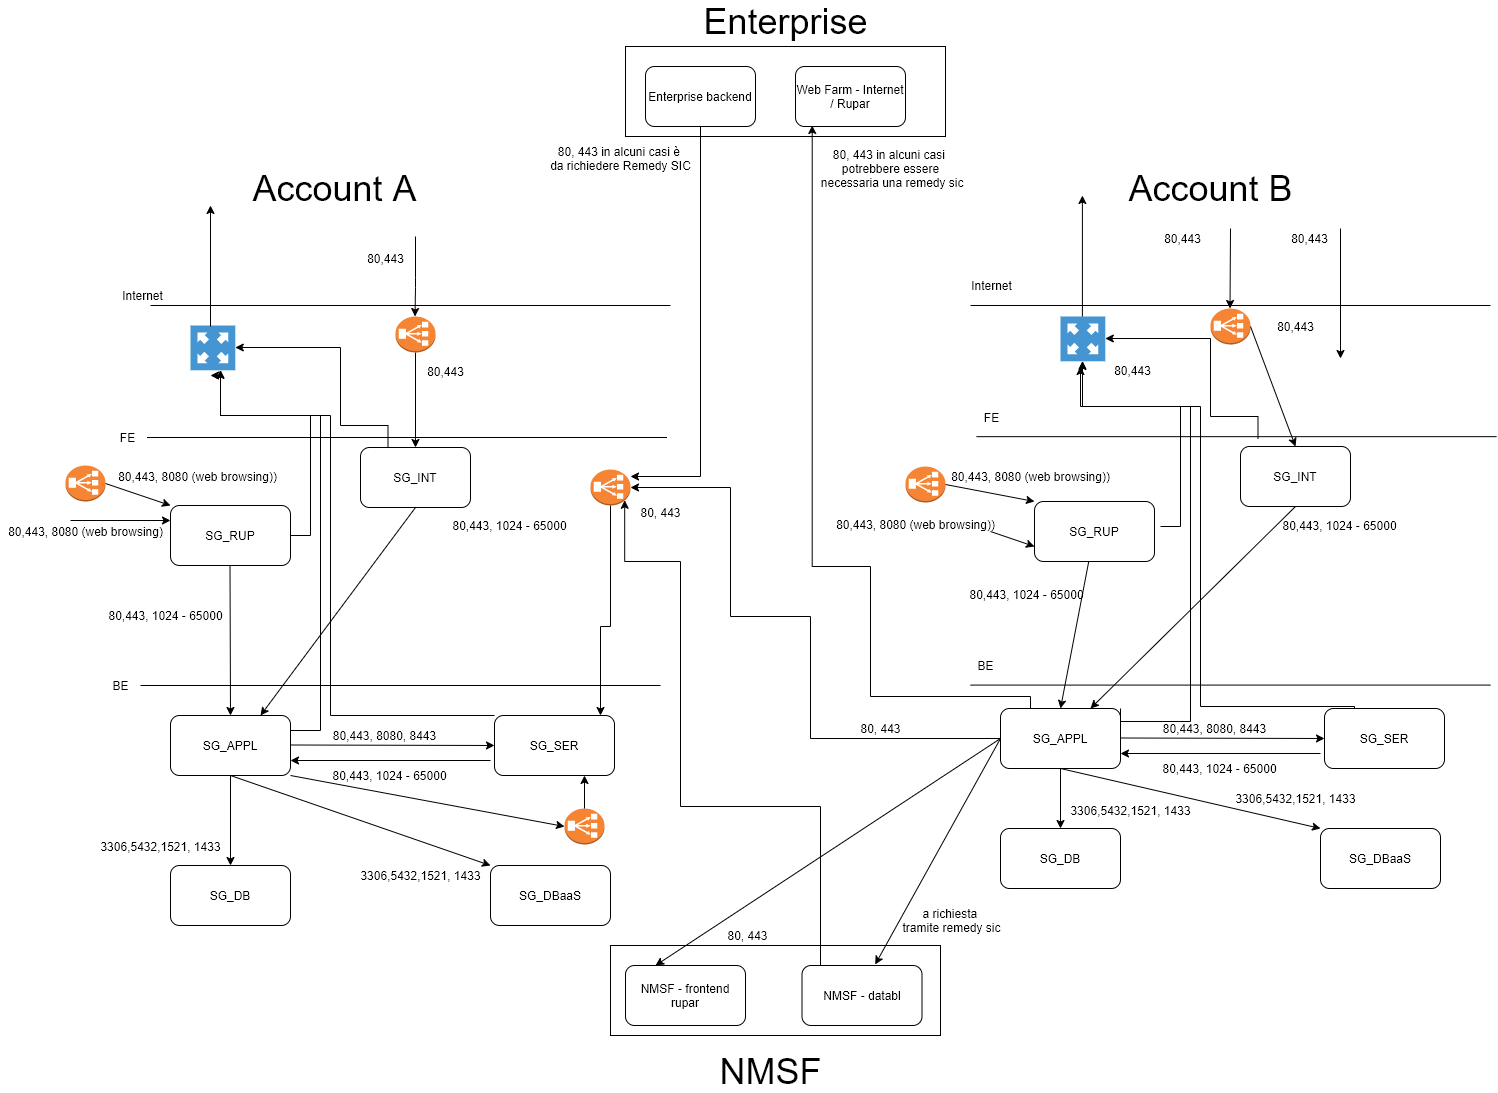 Enterprise
Enterprise backend
Web Farm - Internet
/ Rupar
80, 443 in alcuni casi è
da richiedere Remedy SIC
80, 443 in alcuni casi
potrebbere essere
necessaria una remedy sic
Account A
Account B
80,443
80,443
80,443
Internet
Internet
80,443
80,443
80,443
FE
FE
80,443, 8080 (web browsing))
SG_INT
80,443, 8080 (web browsing))
SG_INT
80, 443
80,443, 8080 (web browsing)
SG_RUP
80,443, 1024 - 65000
80,443, 8080 (web browsing))
SG_RUP
80,443, 1024 - 65000
80,443, 1024 - 65000
80,443, 1024 - 65000
BE
BE
SG_APPL
80,443, 8080, 8443
SG_SER
80, 443
SG_APPL
80,443, 8080, 8443
SG_SER
80,443, 1024 - 65000
80,443, 1024 - 65000
3306,5432,1521, 1433
3306,5432,1521, 1433
3306,5432,1521, 1433
3306,5432,1521, 1433
SG_DB
SG_DBaaS
SG_DB
SG_DBaaS
a richiesta
tramite remedy sic
80, 443
NMSF - frontend
rupar
NMSF - databl
NMSF